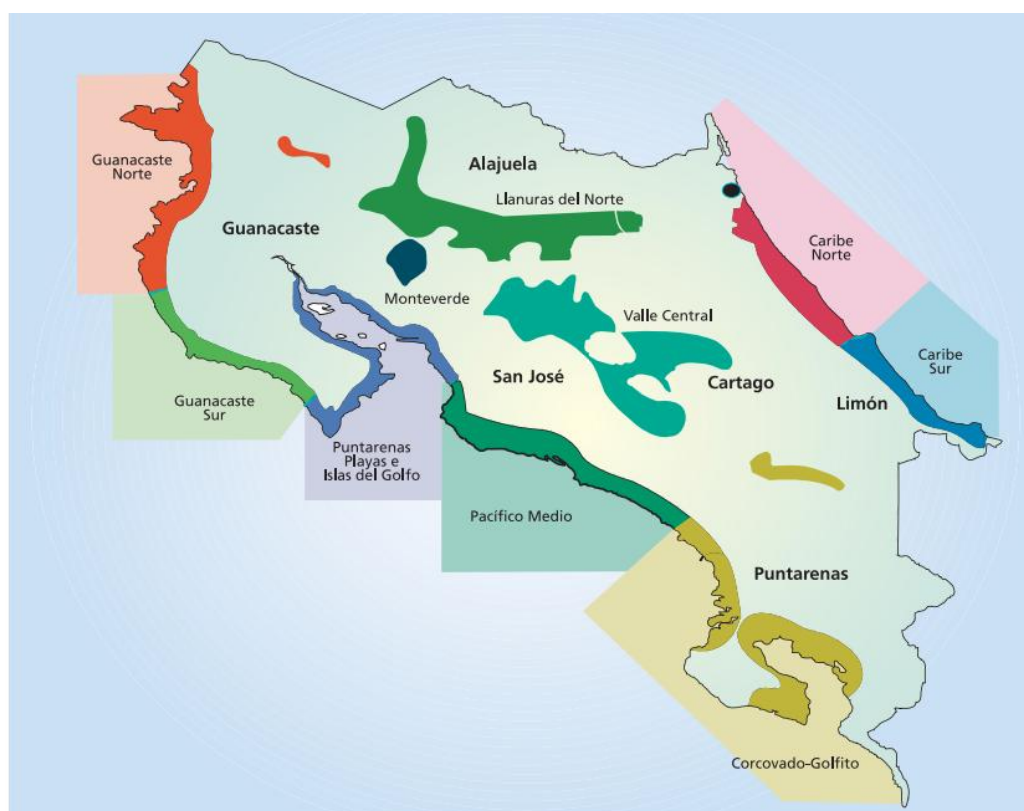 Guanacaste
Norte
Alajuela
Llanuras del Norte
Guanacaste
Caribe
Norte
Monteverde
Valle Central
Caribe
Sur
San José
Cartago
Limón
Guanacaste
Sur
Puntarenas
Playas e
Islas del Golfo
Pacífico Medio
Puntarenas
Corcovado-Golfito